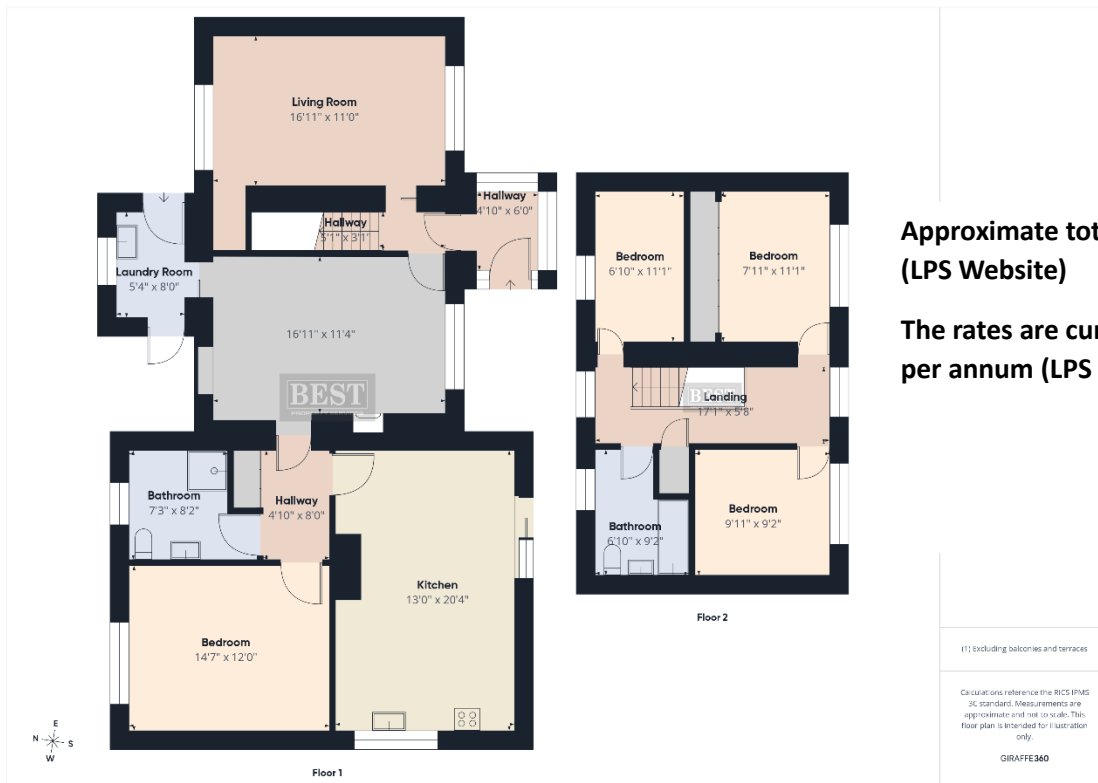 Living Room
16'11" x 11'0"
Hallway
4'10" x 6'0"
Hallway
5'1" x 3'1"
Laundry Room
5'4" x 8'0"
16'11" x 11'4"
BEST
Bathroom
7'3" x 8'2"
Hallway
4'10" x 8'0"
Kitchen
13'0" x 20'4"
Bedroom
14'7" x 12'0"
Floor 1
E
N
S
W
Bedroom
6'10" x 11'1"
Bedroom
7'11" x 11'1"
BEST
Landing
17'1" x 5'8"
Bathroom
6'10" x 9'2"
Bedroom
9'11" x 9'2"
Floor 2
Approximate tot
(LPS Website)
The rates are cur
per annum (LPS
(1) Excluding balconies and terraces
Calculations reference the RICS IPMS
3C standard. Measurements are
approximate and not to scale. This
floor plan is intended for illustration
only.
GIRAFFE360